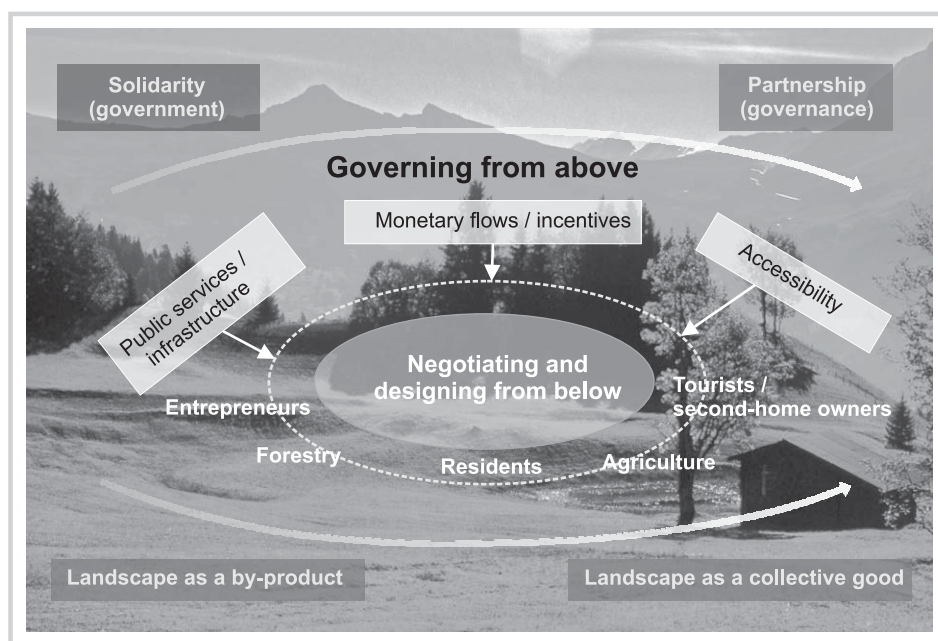 Solidarity
(government)
Partnership
(governance)
Governing from above
Monetary flows / incentives
Public services /
infrastructure
Accessibility
Negotiating and
designing from below
Entrepreneurs
Tourists /
second-home owners
Forestry
Residents
Agriculture
Landscape as a by-product
Landscape as a collective good